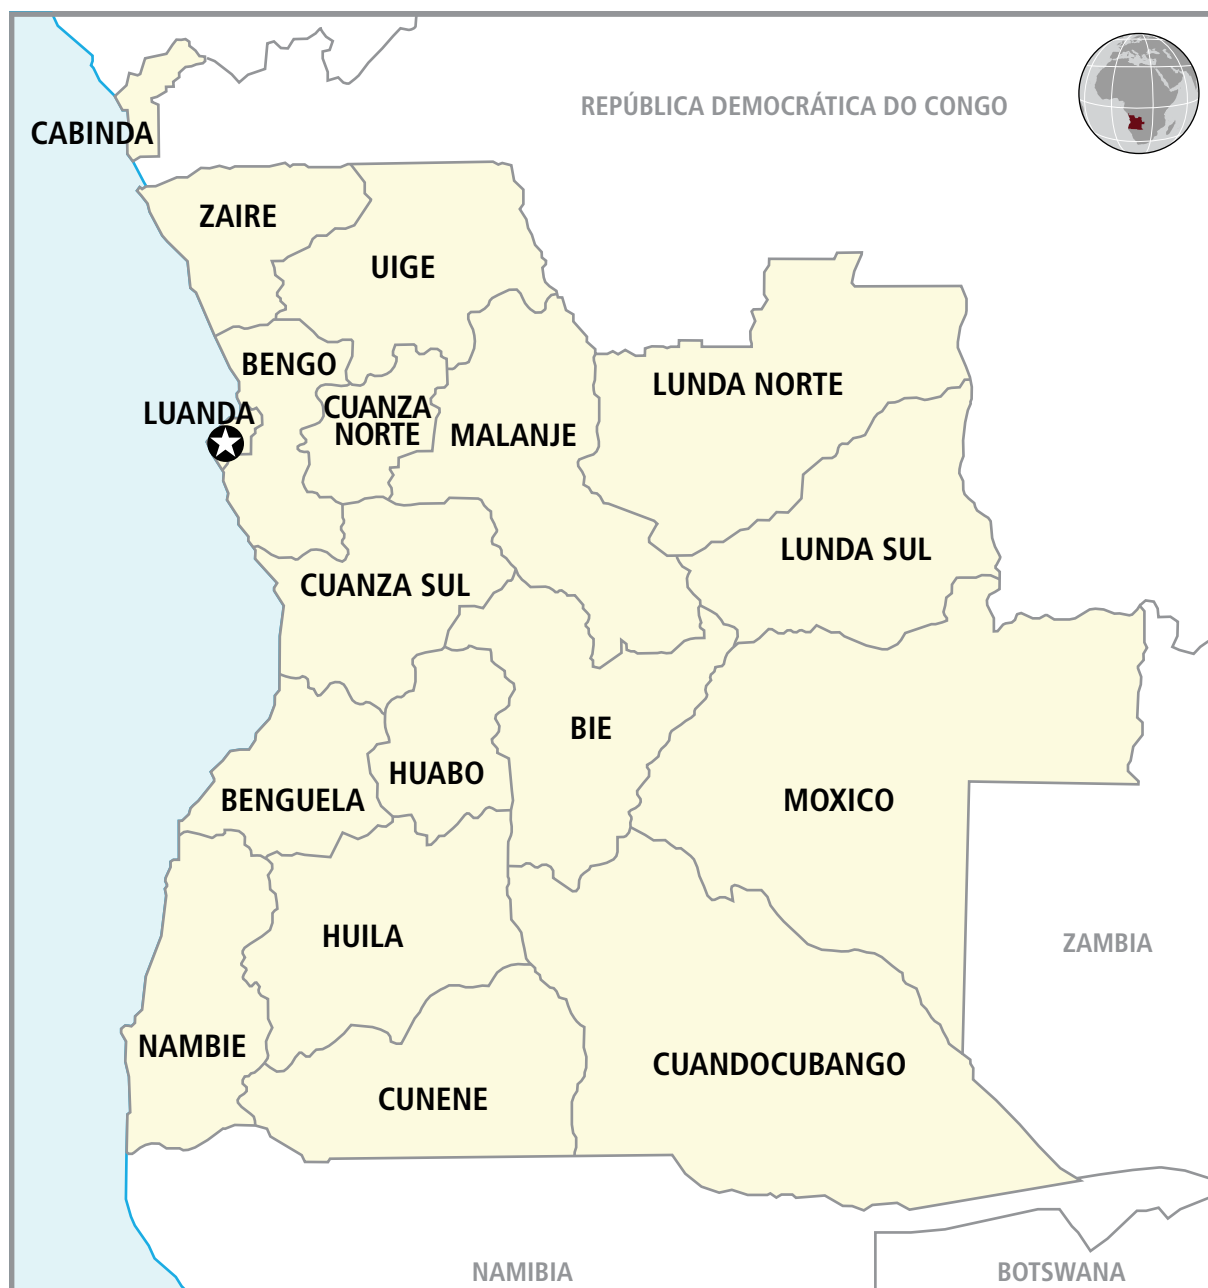 REPÚBLICA DEMOCRÁTICA DO CONGO
CABINDA
ZAIRE
UIGE
BENGO
LUNDA NORTE
LUANDA
CUANZA
NORTE
MALANJE
LUNDA SUL
CUANZA SUL
BIE
HUABO
BENGUELA
MOXICO
HUILA
ZAMBIA
NAMBIE
CUANDOCUBANGO
CUNENE
NAMIBIA
BOTSWANA